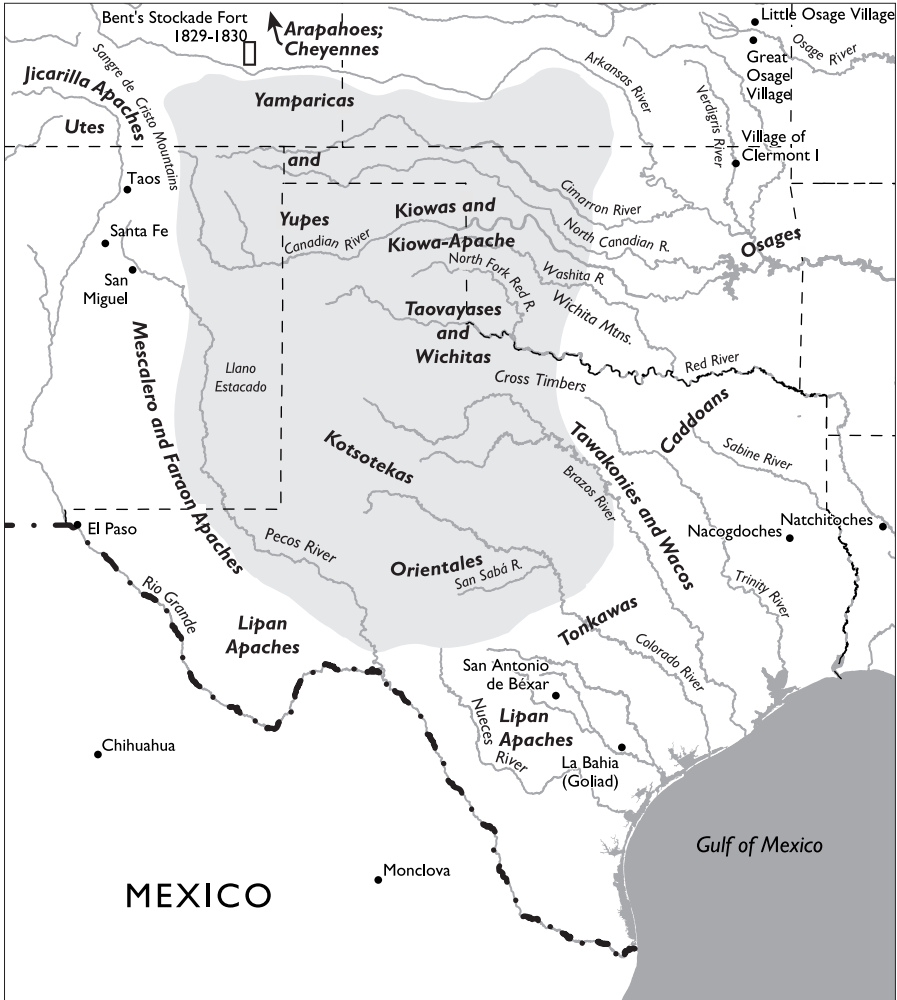 Bent's Stockade Fort
1829-1830
Arapahoes;
Cheyennes
Little Osage Village
Osage River
Great
Osage
Village
Jicarilla Apaches
Sangre de Cristo Mountains
Utes
Yamparicas
Arkansas River
Verdigris River
Village of
Clermont I
and
Taos
Yupes
Kiowas and
Kiowa-Apache
Cimarron River
Santa Fe
Canadian River
North Canadian R.
Osages
San
Miguel
North Fork Red R.
Washita R.
Wichita Mtns.
Taovayases
and
Wichitas
Mescalero and Faraon Apaches
Llano
Estacado
Cross Timbers
Red River
Caddoans
Kotsotekas
Tawakonies and Wacos
Sabine River
Brazos River
El Paso
Pecos River
Nacogdoches
Natchitoches
Orientales
San Sabá R.
Rio Grande
Trinity River
Lipan
Apaches
Tonkawas
Colorado River
San Antonio
de Béxar
Nueces
River
Lipan
Apaches
La Bahia
(Goliad)
Chihuahua
Monclova
MEXICO
Gulf of Mexico